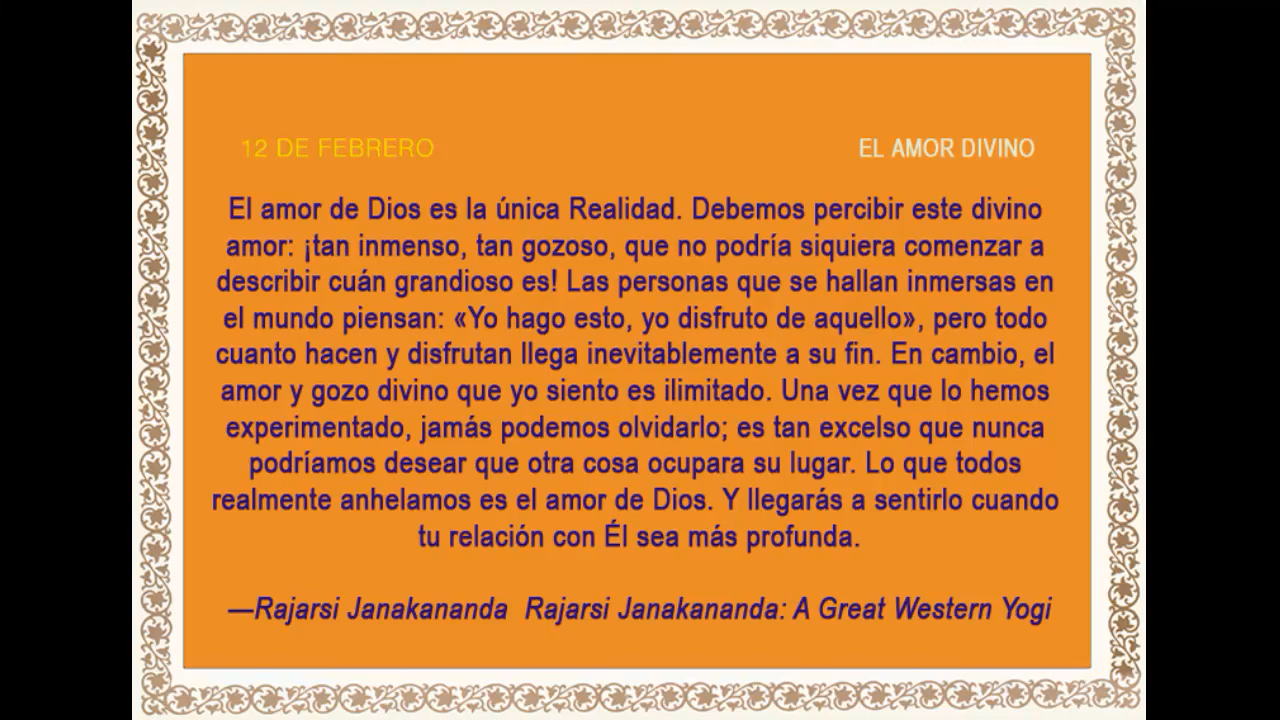 12 DE FEBRERO EL AMOR DIVINO
El amor de Dios es la única Realidad. Debemos percibir este divino
amor: ¡tan inmenso, tan gozoso, que no podría siquiera comenzar a
describir cuán grandioso es! Las personas que se hallan inmersas en
el mundo piensan: «Yo hago esto, yo disfruto de aquello», pero todo
cuanto hacen y disfrutan llega inevitablemente a su fin. En cambio, el
amor y gozo divino que yo siento es ilimitado. Una vez que lo hemos
experimentado, jamás podemos olvidarlo; es tan excelso que nunca
podríamos desear que otra cosa ocupara su lugar. Lo que todos
realmente anhelamos es el amor de Dios. Y llegarás a sentirlo cuando
tu relación con Él sea más profunda.
—Rajarsi Janakananda Rajarsi Janakananda: A Great Western Yogi